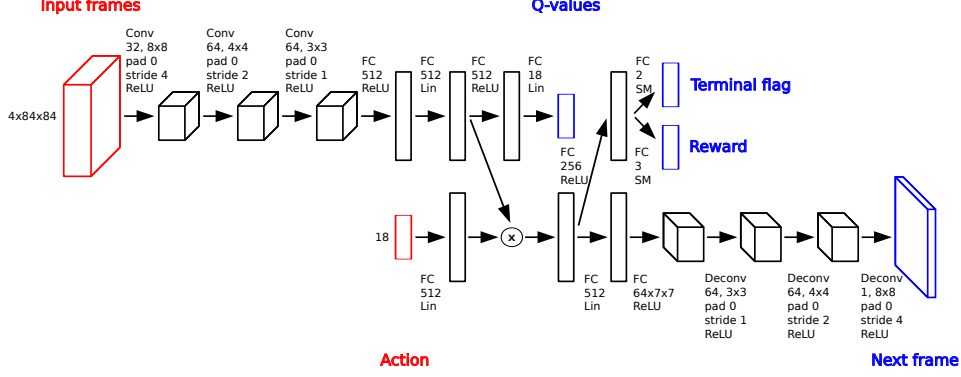 Input frames
Q-values
Conv
32, 8x8
pad 0
stride 4
ReLU
Conv
64, 4x4
pad 0
stride 2
ReLU
Conv
64, 3x3
pad 0
stride 1
ReLU
FC
512
ReLU
FC
512
Lin
FC
512
ReLU
FC
18
Lin
FC
2
SM
Terminal flag
4x84x84
Reward
FC
256
ReLU
FC
3
SM
18
x
FC
512
Lin
FC
512
Lin
FC
64x7x7
ReLU
Deconv
64, 3x3
pad 0
stride 1
ReLU
Deconv
64, 4x4
pad 0
stride 2
ReLU
Deconv
1, 8x8
pad 0
stride 4
ReLU
Action
Next frame